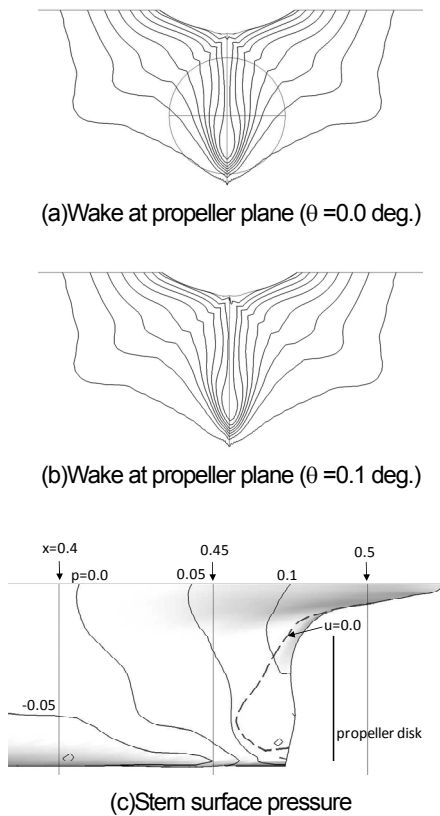 (a)Wake at propeller plane (θ =0.0 deg.)
(b)Wake at propeller plane (θ =0.1 deg.)
x=0.4
0.45
0.5
p=0.0
0.05
0.1
u=0.0
-0.05
propeller disk
(c)Stern surface pressure